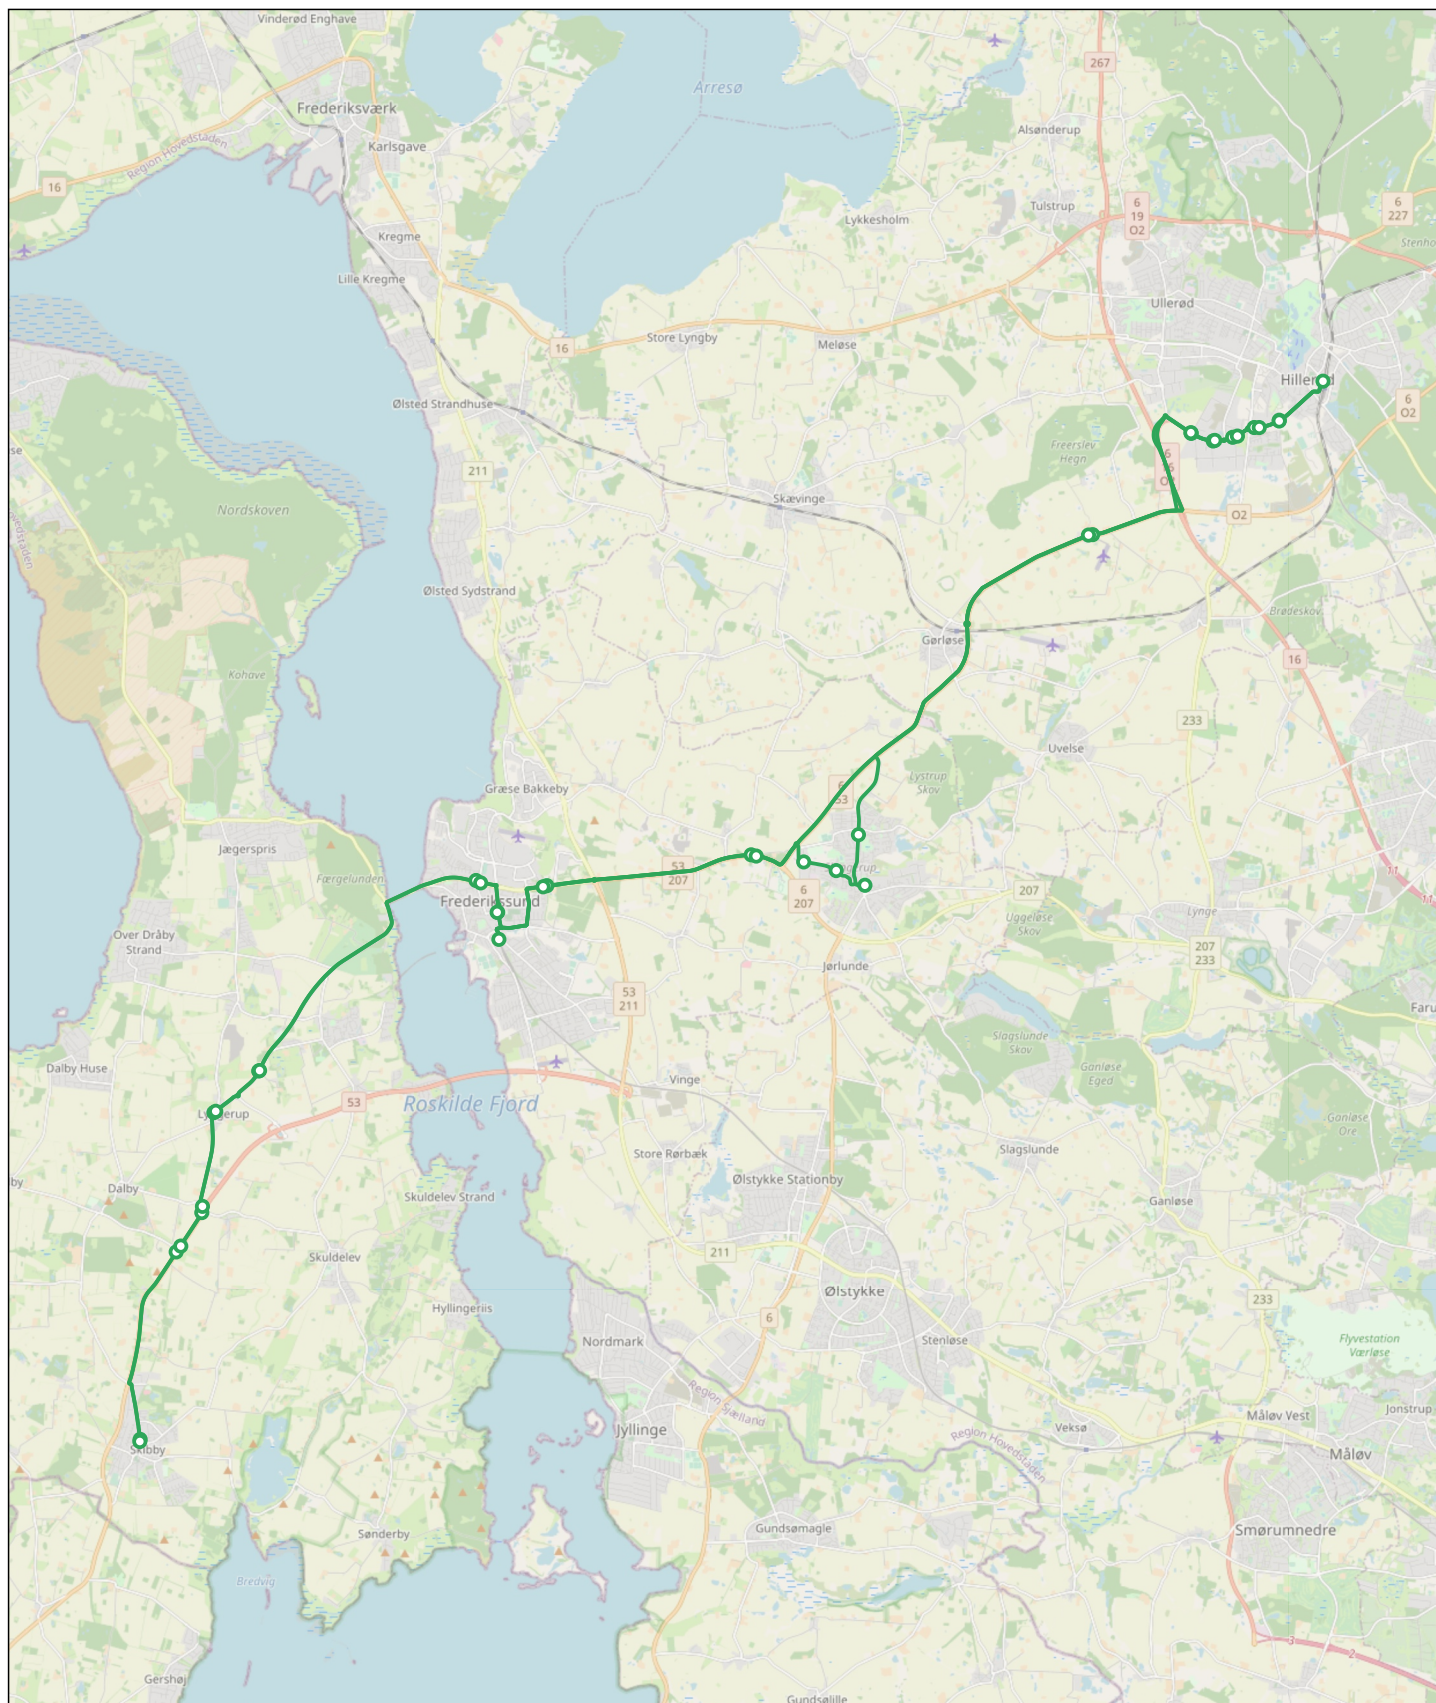 Vinderød Enghave
Arresø
267
Frederiksværk
Alsønderup
Karlsgave
Region Hovedstaden
16
Tulstrup
6
19
O2
6
227
Lykkesholm
Kregme
Lille Kregme
Ullerød
Store Lyngby
Meløse
16
Hillerød
Ølsted Strandhuse
6
O2
Freerslev
Hegn
211
6
Skævinge
Nordskoven
O2
Ølsted Sydstrand
Brødeskov
Gørløse
16
Kohave
233
Uvelse
Lystrup
Skov
Græse Bakkeby
Jægerspris
53
207
Færgelunden
11
6
207
207
Frederikssund
Lynge
Uggeløse
Skov
Over Dråby
Strand
207
233
Jørlunde
53
211
Slagslunde
Skov
Dalby Huse
Ganløse
Eged
Vinge
53
Roskilde Fjord
Ganløse
Ore
Store Rørbæk
Slagslunde
Ølstykke Stationby
Dalby
Skuldelev Strand
Ganløse
211
Skuldelev
Ølstykke
233
Hyllingeriis
6
Nordmark
Stenløse
Flyvestation
Værløse
Region Sjælland
Jonstrup
Måløv Vest
Jyllinge
Veksø
Region Hovedstaden
Skibby
Måløv
Gundsømagle
Sønderby
Smørumnedre
Bredvig
3
2
Gershøj
Gundsølille